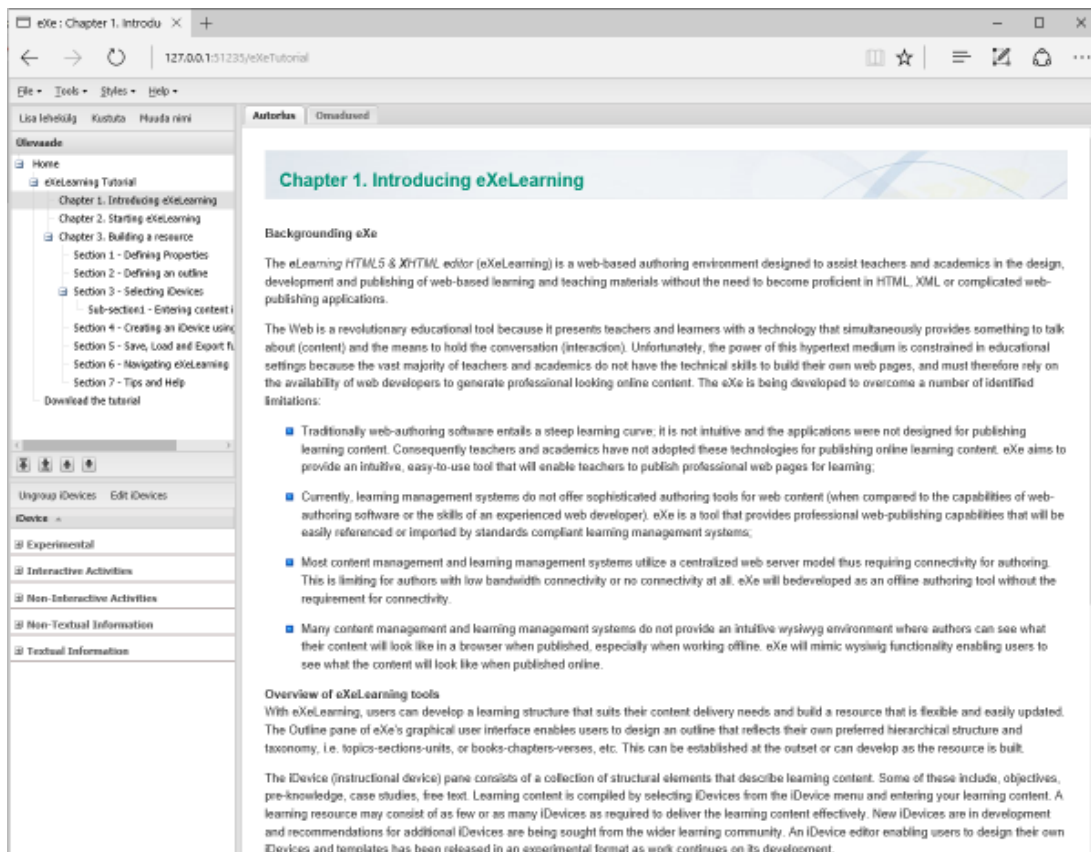 eXe : Chapter 1. Introdu
127.0.0.1:51235/eXeTutorial
File Tools Styles Help
Lisa lehekülg Kustuta Muuda nimi
Ülevaade
Home
eXeLearning Tutorial
Chapter 1. Introducing eXeLearning
Chapter 2. Starting eXeLearning
Chapter 3. Building a resource
Section 1 - Defining Properties
Section 2 - Defining an outline
Section 3 - Selecting iDevices
Sub-section1 - Entering content i
Section 4 - Creating an iDevice using
Section 5 - Save, Load and Export fu
Section 6 - Navigating eXeLearning
Section 7 - Tips and Help
Download the tutorial
Ungroup iDevices Edit iDevices
iDevice
Experimental
Interactive Activities
Non-Interactive Activities
Non-Textual Information
Textual Information
Autorlus Omadused
Chapter 1. Introducing eXeLearning
Backgrounding eXe
The eLearning HTML5 & XHTML editor (eXeLearning) is a web-based authoring environment designed to assist teachers and academics in the design,
development and publishing of web-based learning and teaching materials without the need to become proficient in HTML, XML or complicated web-
publishing applications.
The Web is a revolutionary educational tool because it presents teachers and learners with a technology that simultaneously provides something to talk
about (content) and the means to hold the conversation (interaction). Unfortunately, the power of this hypertext medium is constrained in educational
settings because the vast majority of teachers and academics do not have the technical skills to build their own web pages, and must therefore rely on
the availability of web developers to generate professional looking online content. The eXe is being developed to overcome a number of identified
limitations:
Traditionally web-authoring software entails a steep learning curve; it is not intuitive and the applications were not designed for publishing
learning content. Consequently teachers and academics have not adopted these technologies for publishing online learning content. eXe aims to
provide an intuitive, easy-to-use tool that will enable teachers to publish professional web pages for learning;
Currently, learning management systems do not offer sophisticated authoring tools for web content (when compared to the capabilities of web-
authoring software or the skills of an experienced web developer). eXe is a tool that provides professional web-publishing capabilities that will be
easily referenced or imported by standards compliant learning management systems;
Most content management and learning management systems utilize a centralized web server model thus requiring connectivity for authoring.
This is limiting for authors with low bandwidth connectivity or no connectivity at all. eXe will bedeveloped as an offline authoring tool without the
requirement for connectivity.
Many content management and learning management systems do not provide an intuitive wysiwyg environment where authors can see what
their content will look like in a browser when published, especially when working offline. eXe will mimic wysiwig functionality enabling users to
see what the content will look like when published online.
Overview of eXeLearning tools
With eXeLearning, users can develop a learning structure that suits their content delivery needs and build a resource that is flexible and easily updated.
The Outline pane of eXe's graphical user interface enables users to design an outline that reflects their own preferred hierarchical structure and
taxonomy, i.e. topics-sections-units, or books-chapters-verses, etc. This can be established at the outset or can develop as the resource is built.
The iDevice (instructional device) pane consists of a collection of structural elements that describe learning content. Some of these include, objectives,
pre-knowledge, case studies, free text. Learning content is compiled by selecting iDevices from the iDevice menu and entering your learning content. A
learning resource may consist of as few or as many iDevices as required to deliver the learning content effectively. New iDevices are in development
and recommendations for additional iDevices are being sought from the wider learning community. An iDevice editor enabling users to design their own
iDevices and templates has been released in an experimental format as work continues on its development.